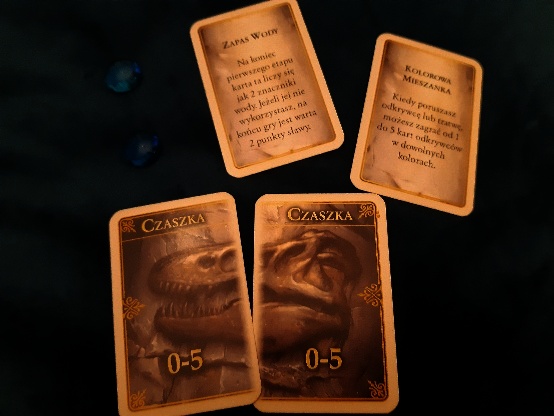 Zapas Wody
Na koniec
pierwszego etapu
karta ta liczy się
jak 2 znaczniki
wody. Jeżeli jej nie
wykorzystasz, na
końcu gry jest warta
2 punkty sławy.
Kolorowa
Mieszanka
Kiedy poruszasz
odkrywcę lub tratwę,
możesz zagrać od 1
do 5 kart odkrywców
w dowolnych
kolorach.
Czaszka
0-5
Czaszka
0-5